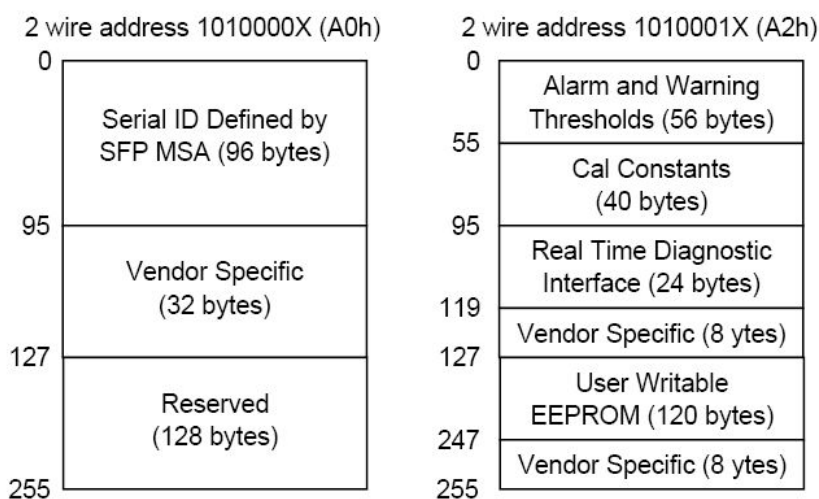 2 wire address 1010000X (A0h)
0
Serial ID Defined by
SFP MSA (96 bytes)
95
Vendor Specific
(32 bytes)
127
Reserved
(128 bytes)
255
2 wire address 1010001X (A2h)
0
Alarm and Warning
Thresholds (56 bytes)
55
Cal Constants
(40 bytes)
95
Real Time Diagnostic
Interface (24 bytes)
119
Vendor Specific (8 ytes)
127
User Writable
EEPROM (120 bytes)
247
Vendor Specific (8 ytes)
255